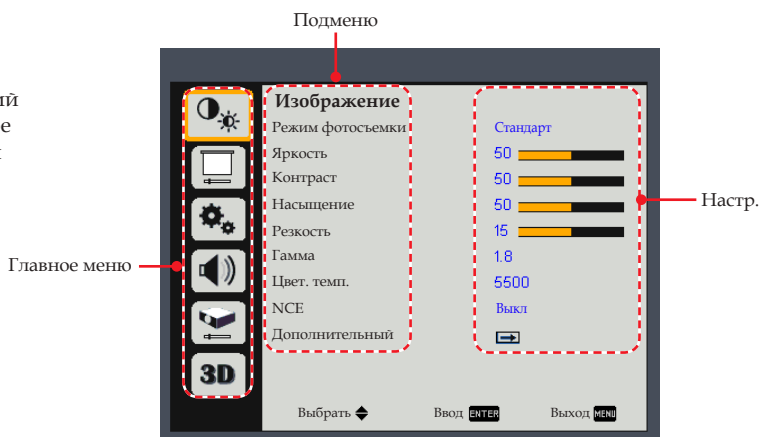 Подменю
ий
е
Изображение
Режим фотосъемки Стандарт
Яркость 50
Контраст 50
Насыщение 50
Резкость 15
Гамма 1.8
Цвет. темп. 5500
NCE Выкл
Дополнительный
Настр.
Главное меню
3D
Выбрать Ввод ENTER Выход MENU